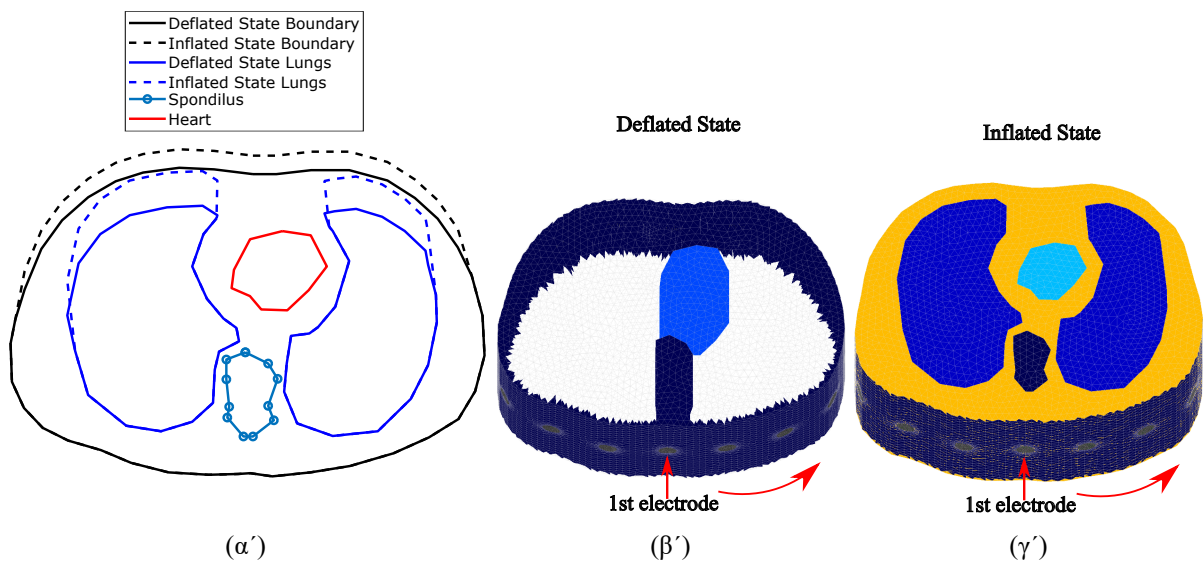 Deflated State Boundary
Inflated State Boundary
Deflated State Lungs
Inflated State Lungs
Spondilus
Heart
Deflated State
Inflated State
1st electrode
1st electrode
(α΄)
(β΄)
(γ΄)